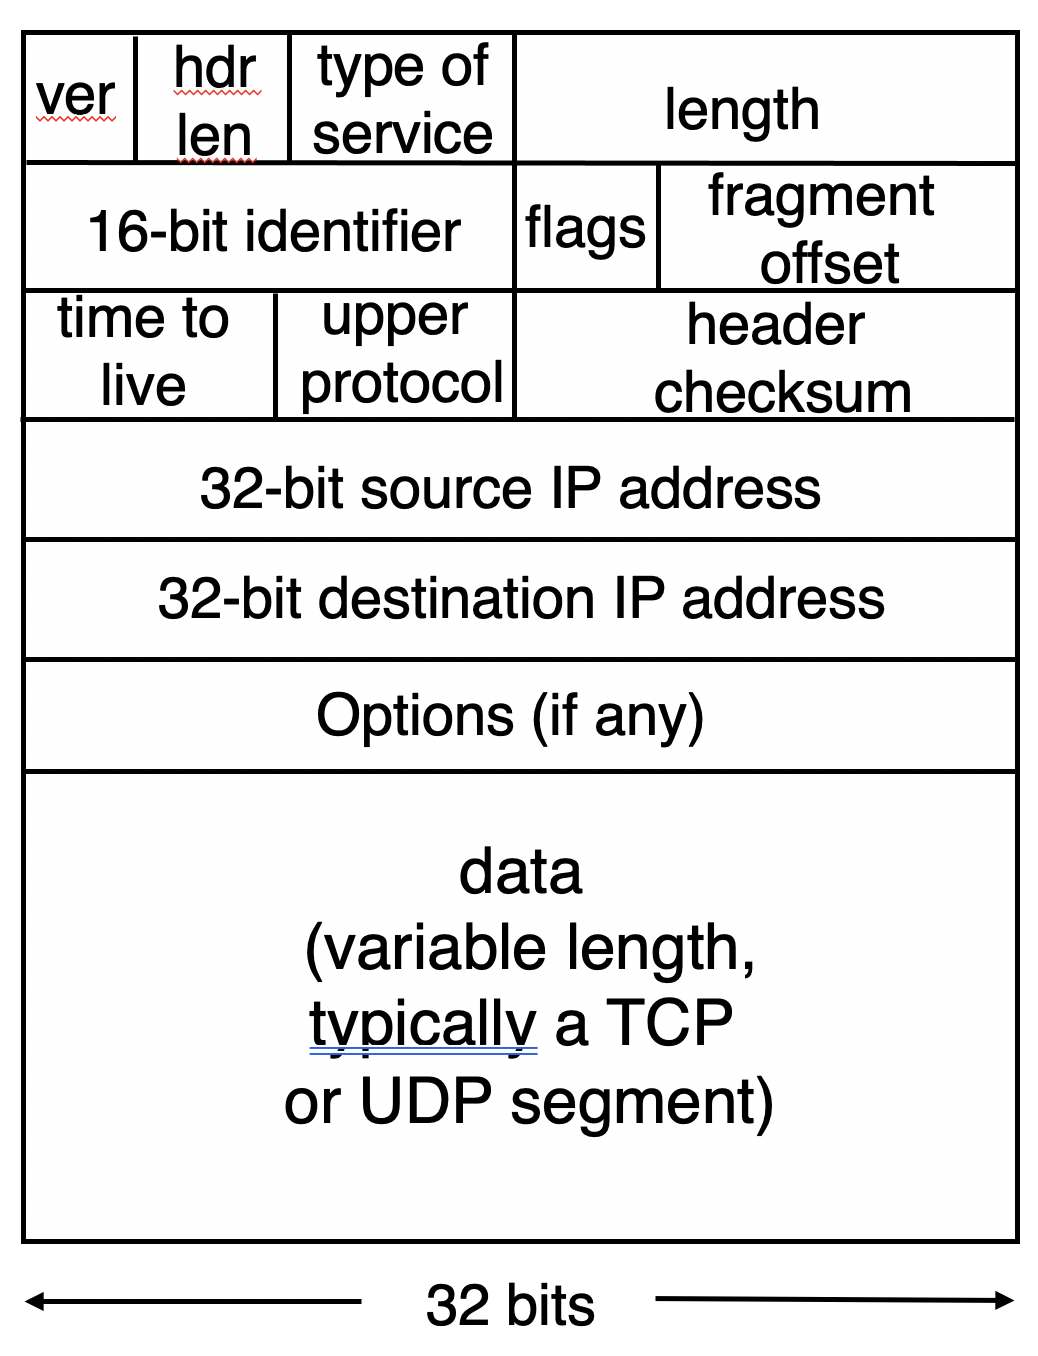 ver
hdr
len
type of
service
length
16-bit identifier
flags
fragment
offset
time to
live
upper
protocol
header
checksum
32-bit source IP address
32-bit destination IP address
Options (if any)
data
(variable length,
typically a TCP
or UDP segment)
32 bits